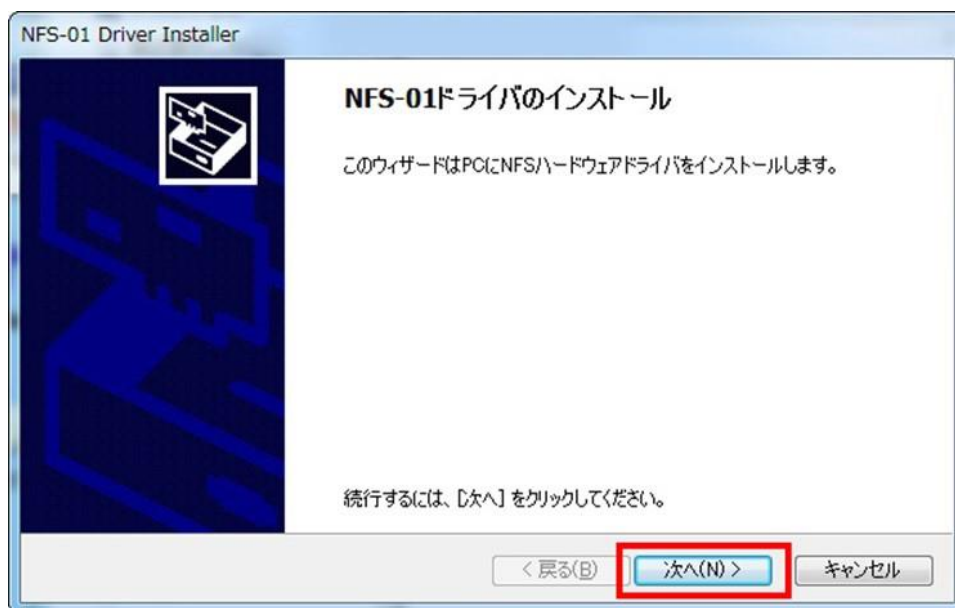 NFS-01 Driver Installer
NFS-01ドライバのインストール
このウィザードはPCにNFSハードウェアドライバをインストールします。
続行するには、[次へ] をクリックしてください。
< 戻る(B)
次へ(N) >
キャンセル